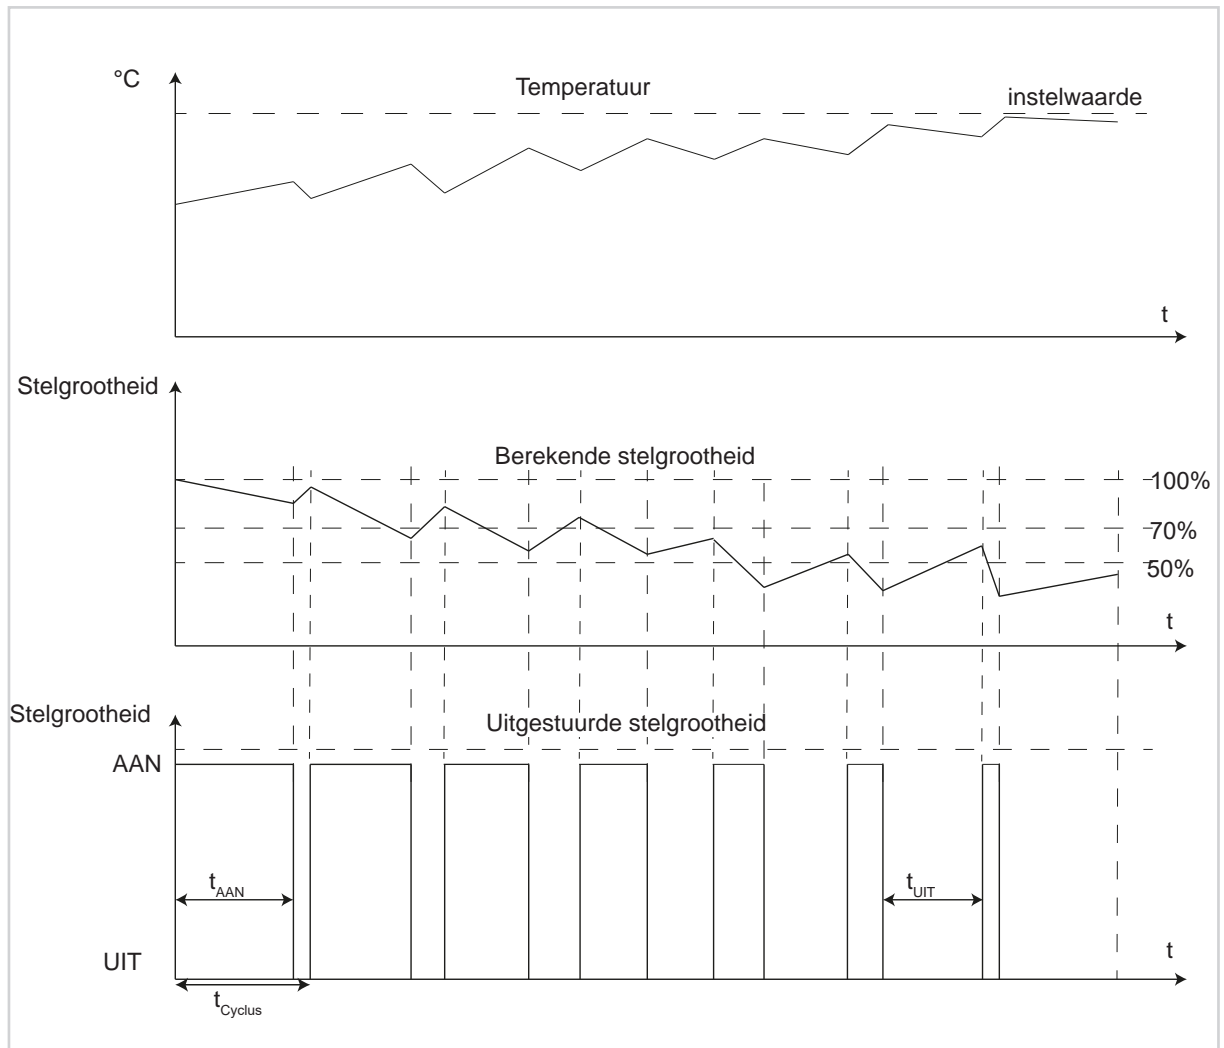 °C
Temperatuur
instelwaarde
t
Stelgrootheid
Berekende stelgrootheid
100%
70%
50%
t
Stelgrootheid
Uitgestuurde stelgrootheid
AAN
tAAN
tUIT
UIT
t
tCyclus